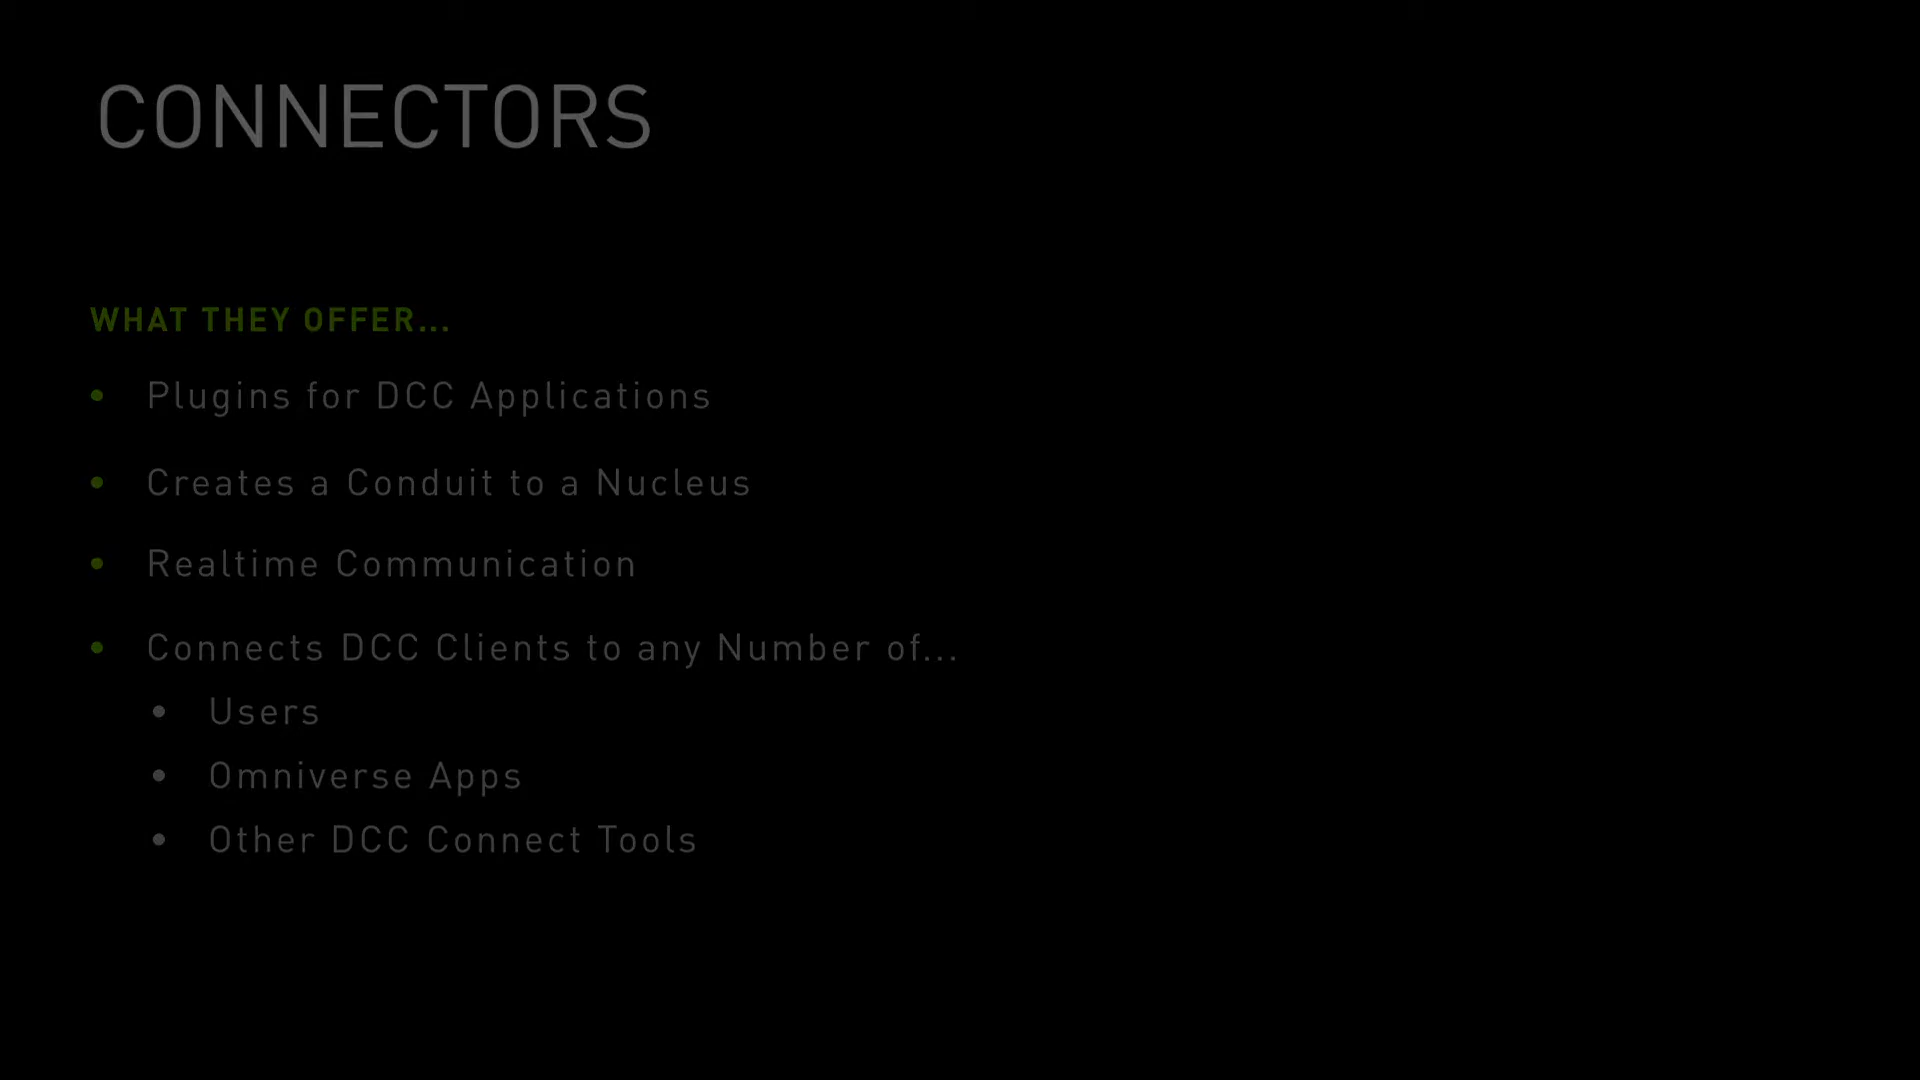 CONNECTORS
WHAT THEY OFFER...
• Plugins for DCC Applications
• Creates a Conduit to a Nucleus
• Realtime Communication
• Connects DCC Clients to any Number of...
• Users
• Omniverse Apps
• Other DCC Connect Tools